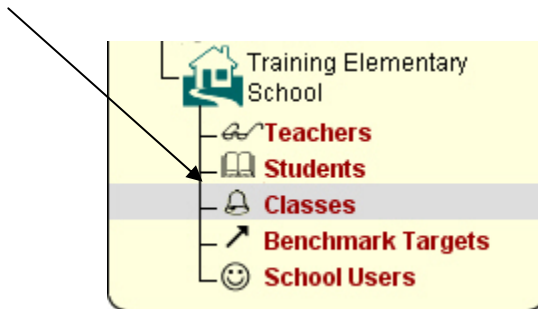 Training Elementary
School
Teachers
Students
Classes
Benchmark Targets
School Users